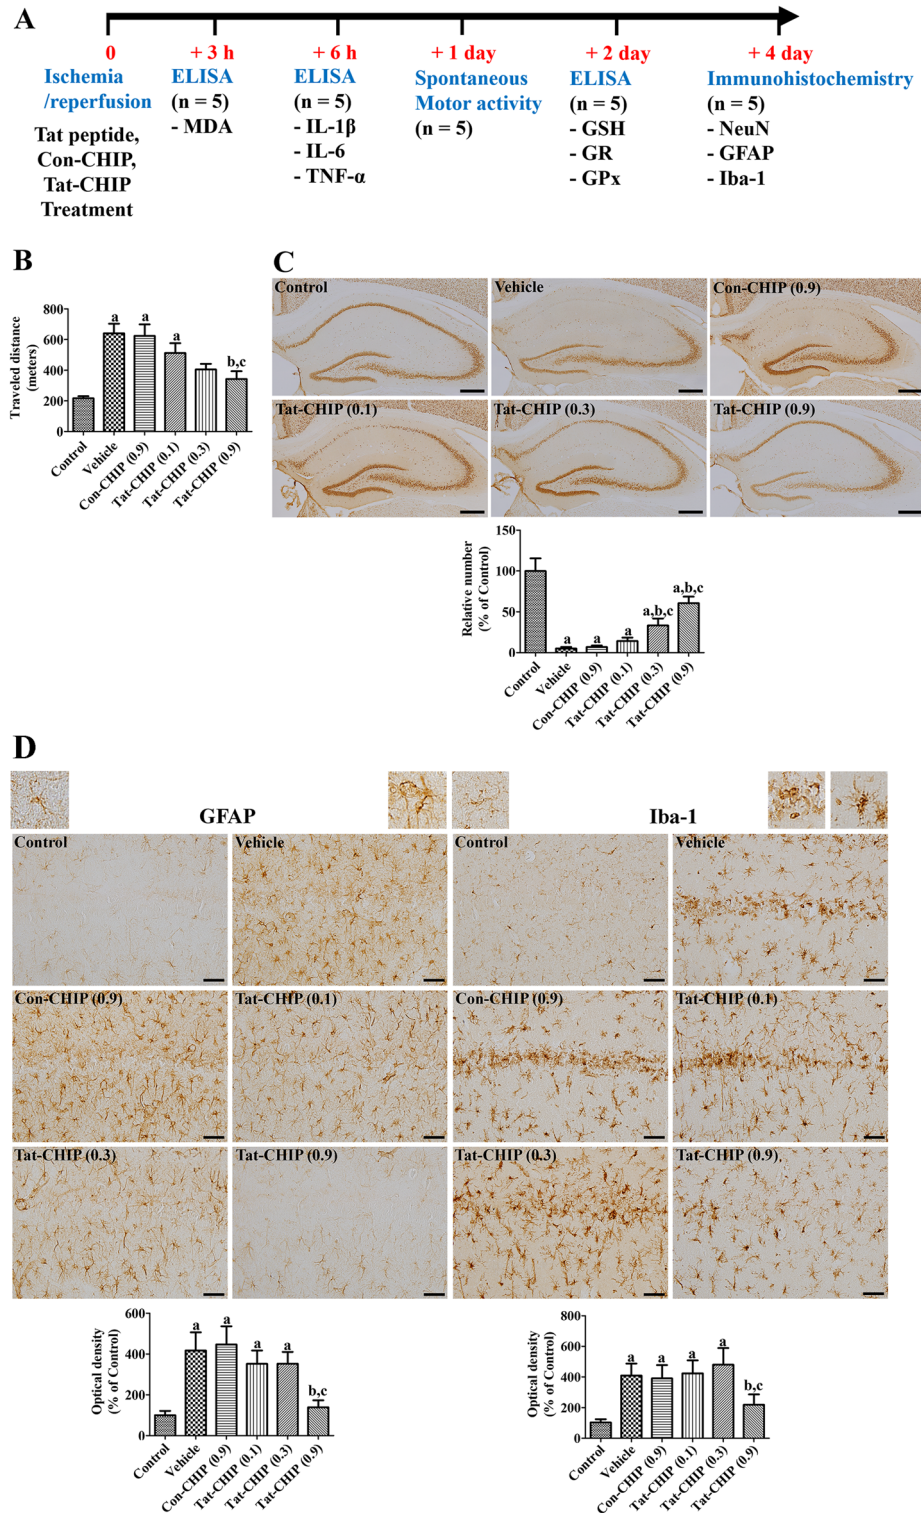 A
0
+ 3 h
+ 6 h
+ 1 day
+ 2 day
+ 4 day
Ischemia
/reperfusion
Tat peptide,
Con-CHIP,
Tat-CHIP
Treatment
ELISA
(n = 5)
- MDA
ELISA
(n = 5)
- IL-1β
- IL-6
- TNF-α
Spontaneous
Motor activity
(n = 5)
ELISA
(n = 5)
- GSH
- GR
- GPx
Immunohistochemistry
(n = 5)
- NeuN
- GFAP
- Iba-1
B
Traveled distance
(meters)
800
600
400
200
0
a
a
a
b,c
Control
Vehicle
Con-CHIP (0.9)
Tat-CHIP (0.1)
Tat-CHIP (0.3)
Tat-CHIP (0.9)
C
Control
Vehicle
Con-CHIP (0.9)
Tat-CHIP (0.1)
Tat-CHIP (0.3)
Tat-CHIP (0.9)
Relative number
(% of Control)
150
100
50
0
a
a
a
a,b,c
a,b,c
Control
Vehicle
Con-CHIP (0.9)
Tat-CHIP (0.1)
Tat-CHIP (0.3)
Tat-CHIP (0.9)
D
GFAP
Iba-1
Control
Vehicle
Control
Vehicle
Con-CHIP (0.9)
Tat-CHIP (0.1)
Con-CHIP (0.9)
Tat-CHIP (0.1)
Tat-CHIP (0.3)
Tat-CHIP (0.9)
Tat-CHIP (0.3)
Tat-CHIP (0.9)
Optical density
(% of Control)
600
400
200
0
a
a
a
a
b,c
Control
Vehicle
Con-CHIP (0.9)
Tat-CHIP (0.1)
Tat-CHIP (0.3)
Tat-CHIP (0.9)
Optical density
(% of Control)
800
600
400
200
0
a
a
a
a
b,c
Control
Vehicle
Con-CHIP (0.9)
Tat-CHIP (0.1)
Tat-CHIP (0.3)
Tat-CHIP (0.9)